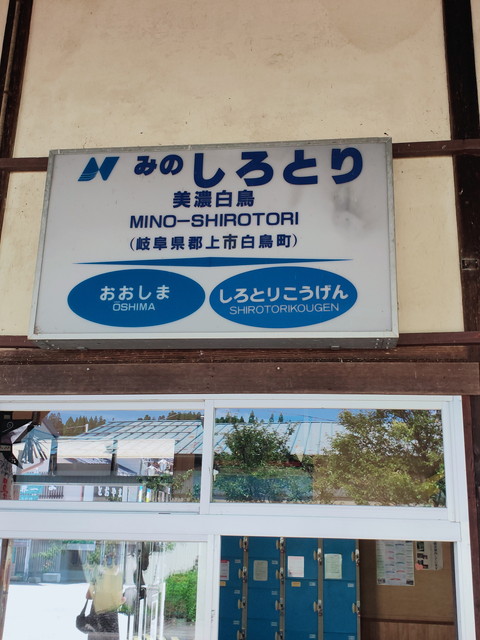 みのしろとり
美濃白鳥
MINO-SHIROTORI
(岐阜県郡上市白鳥町)
おおしま
ŌSHIMA
しろとりこうげん
SHIROTORIKOUGEN